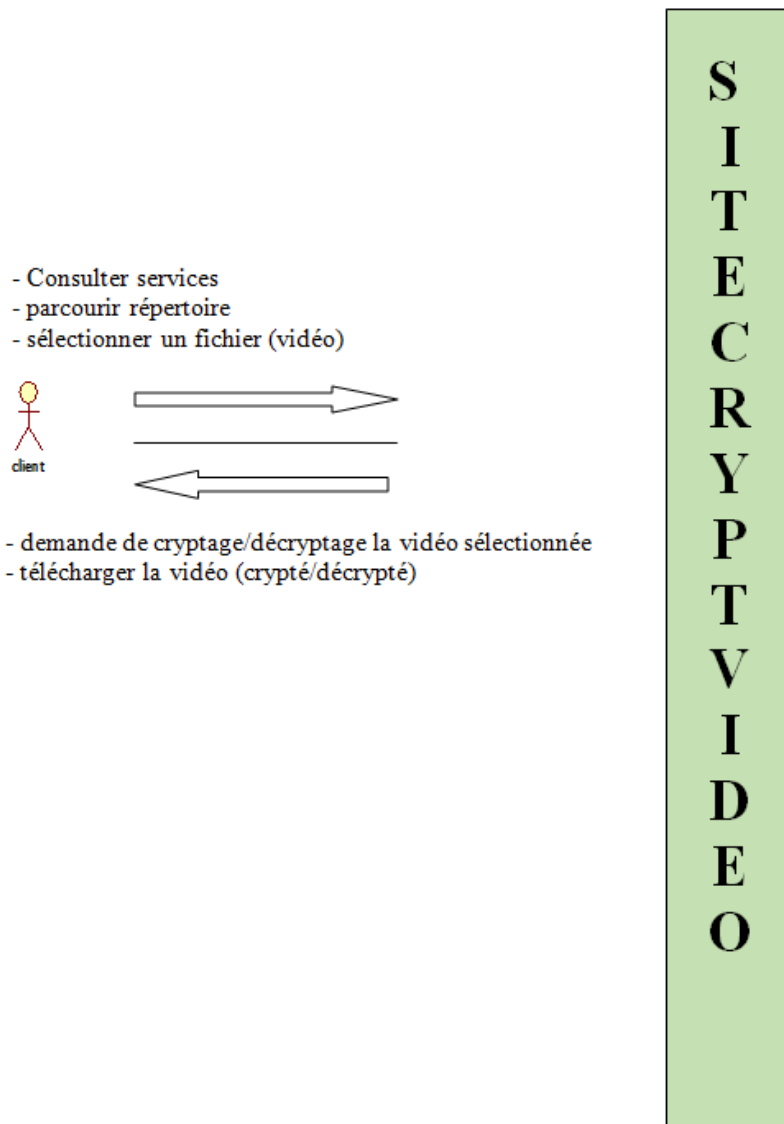 - Consulter services
- parcourir répertoire
- sélectionner un fichier (vidéo)
client
- demande de cryptage/décryptage la vidéo sélectionnée
- télécharger la vidéo (crypté/décrypté)
S
I
T
E
C
R
Y
P
T
V
I
D
E
O